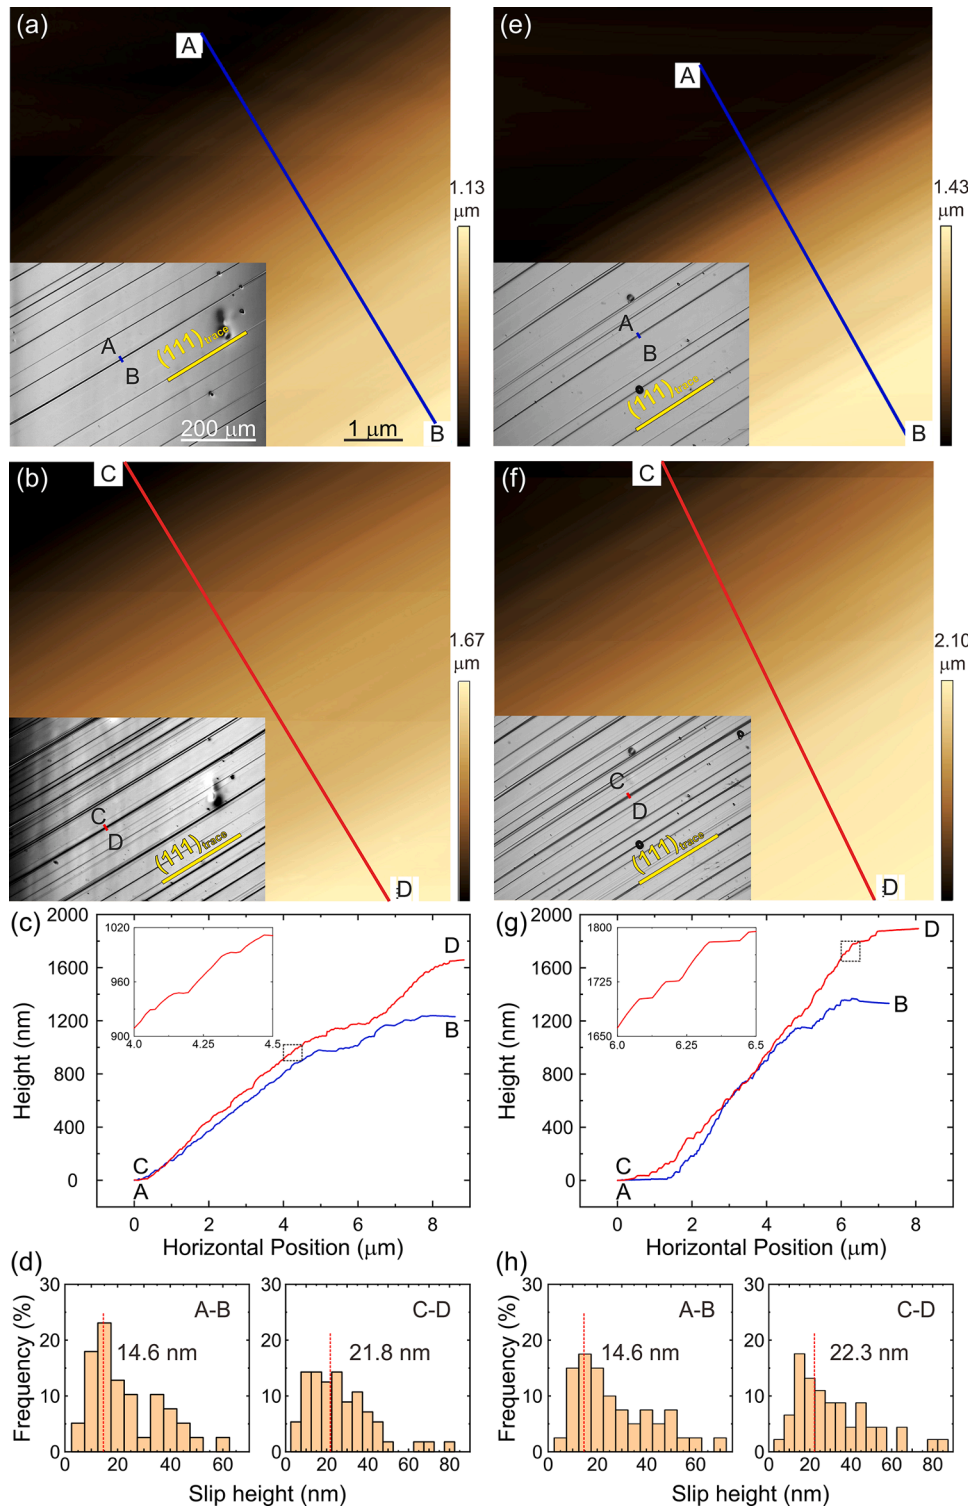 (a)
A
1.13
μm
A
B
(111)trace
200 μm
1 μm
B
(e)
A
1.43
μm
A
B
(111)trace
B
(b)
C
1.67
μm
C
D
(111)trace
D
(f)
C
2.10
μm
C
D
(111)trace
D
(c)
2000
1600
1200
800
400
0
Height (nm)
1020
960
900
4.0 4.25 4.5
D
B
C
A
0 2 4 6 8
Horizontal Position (μm)
(g)
2000
1600
1200
800
400
0
Height (nm)
1800
1725
1650
6.0 6.25 6.5
D
B
C
A
0 2 4 6 8
Horizontal Position (μm)
(d)
Frequency (%)
30
20
10
0
A-B
14.6 nm
0 20 40 60
30
20
10
0
C-D
21.8 nm
0 20 40 60 80
Slip height (nm)
(h)
Frequency (%)
30
20
10
0
A-B
14.6 nm
0 20 40 60
30
20
10
0
C-D
22.3 nm
0 20 40 60 80
Slip height (nm)